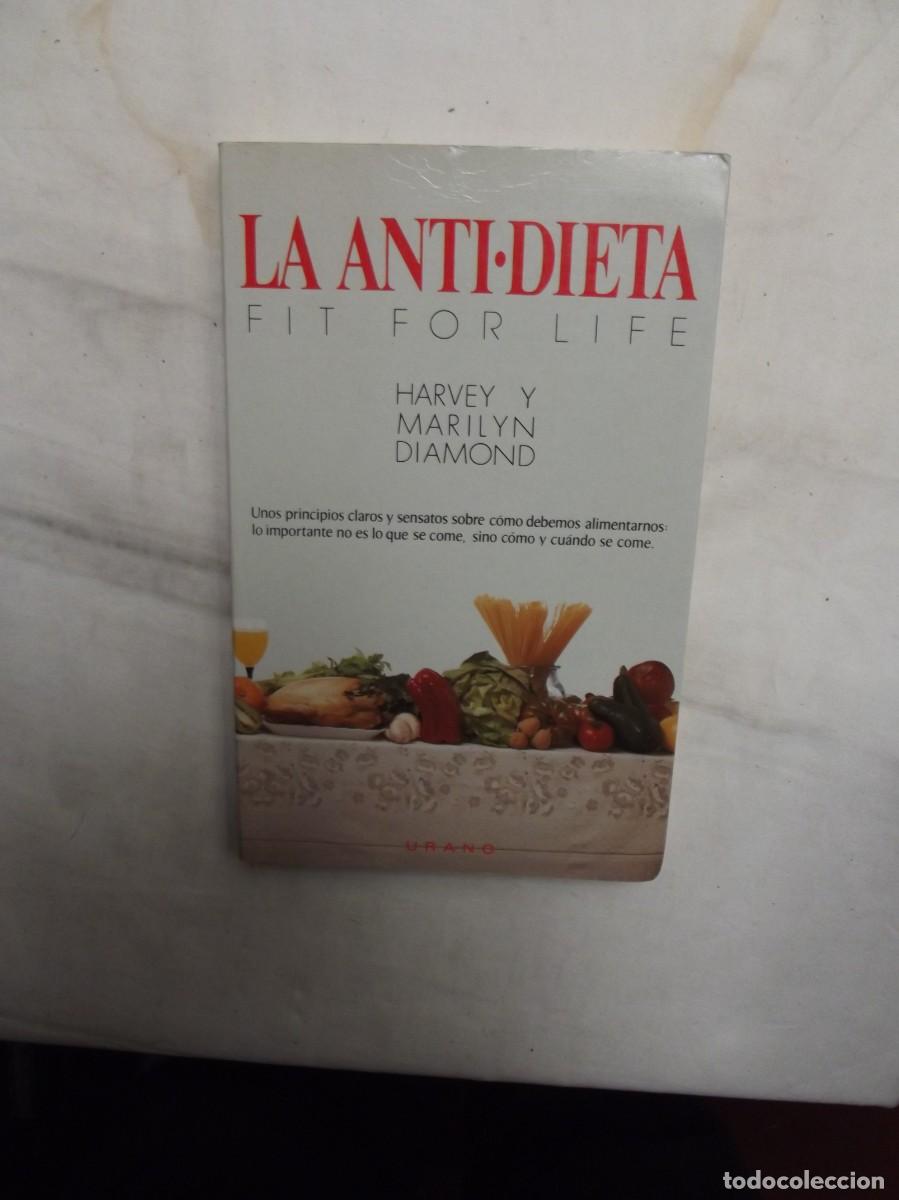 LA ANTI·DIETA
FIT FOR LIFE
HARVEY Y
MARILYN
DIAMOND
Unos principios claros y sensatos sobre cómo debemos alimentarnos:
lo importante no es lo que se come, sino cómo y cuándo se come.
URANO
todocoleccion